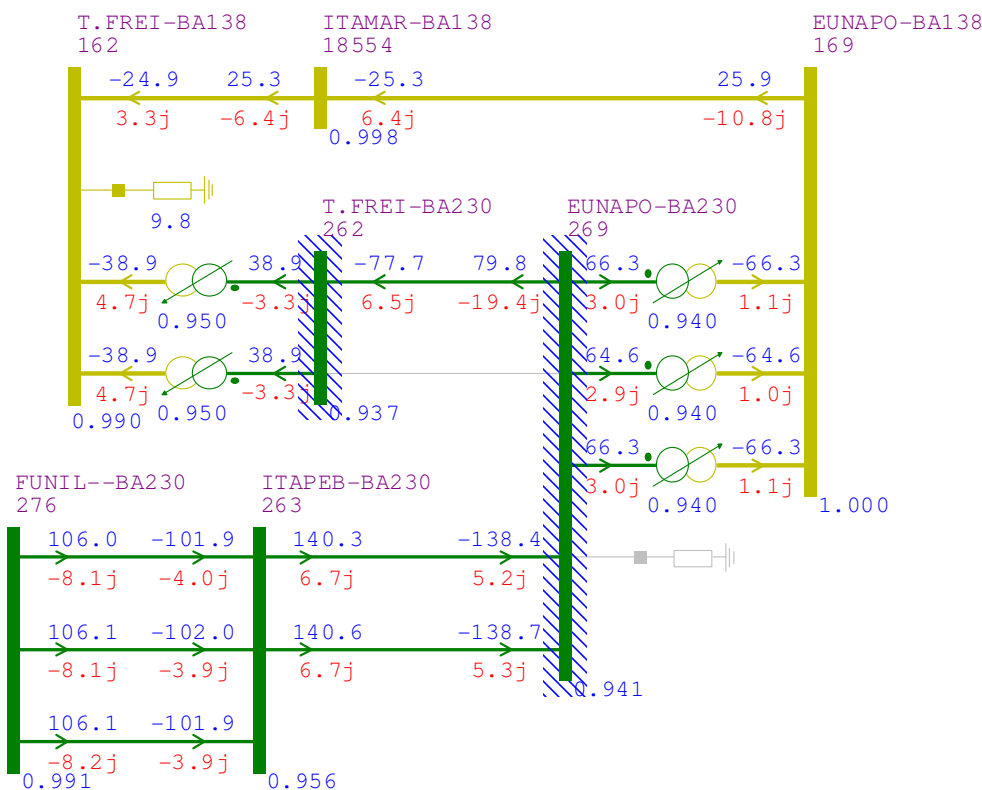 T.FREI-BA138
162
ITAMAR-BA138
18554
EUNAPO-BA138
169
-24.9
25.3
-25.3
25.9
3.3j
-6.4j
6.4j
-10.8j
0.998
9.8
T.FREI-BA230
262
EUNAPO-BA230
269
-38.9
38.9
-77.7
79.8
66.3
-66.3
4.7j
-3.3j
6.5j
-19.4j
3.0j
1.1j
0.950
0.940
-38.9
38.9
64.6
-64.6
4.7j
-3.3j
2.9j
1.0j
0.990
0.950
0.937
0.940
66.3
-66.3
3.0j
1.1j
0.940
1.000
FUNIL--BA230
276
ITAPEB-BA230
263
106.0
-101.9
140.3
-138.4
-8.1j
-4.0j
6.7j
5.2j
106.1
-102.0
140.6
-138.7
-8.1j
-3.9j
6.7j
5.3j
0.941
106.1
-101.9
-8.2j
-3.9j
0.991
0.956